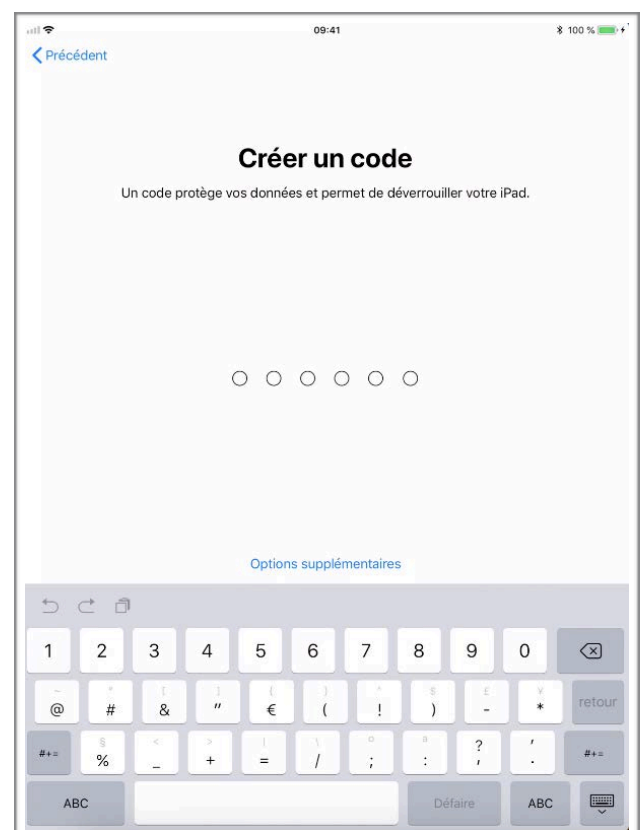 09:41
100 %
Précédent
Créer un code
Un code protège vos données et permet de déverrouiller votre iPad.
Options supplémentaires
1 2 3 4 5 6 7 8 9 0
@ # & " € ( ! ) - *
retour
#+= % _ + = / ; : ? , ' . #+=
ABC Défaire ABC